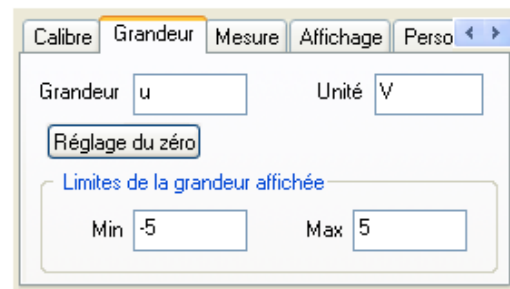 Calibre Grandeur Mesure Affichage Perso
Grandeur u Unité V
Réglage du zéro
Limites de la grandeur affichée
Min -5 Max 5